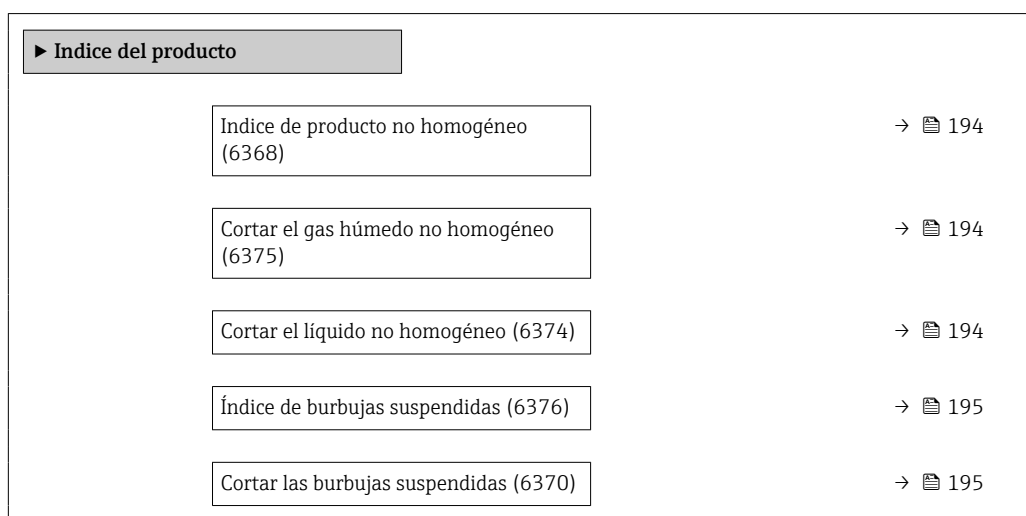 ► Indice del producto
Indice de producto no homogéneo
(6368)
→ 194
Cortar el gas húmedo no homogéneo
(6375)
→ 194
Cortar el líquido no homogéneo (6374)
→ 194
Índice de burbujas suspendidas (6376)
→ 195
Cortar las burbujas suspendidas (6370)
→ 195